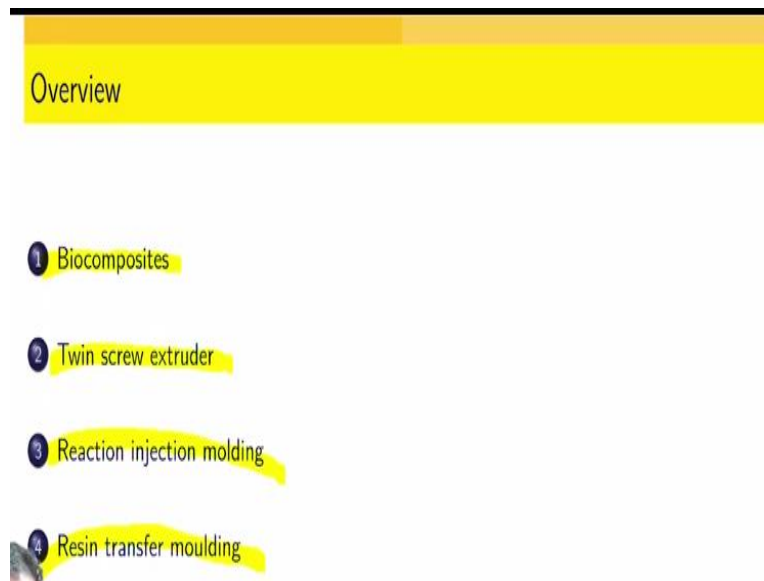 Overview
1 Biocomposites
2 Twin screw extruder
3 Reaction injection molding
4 Resin transfer moulding